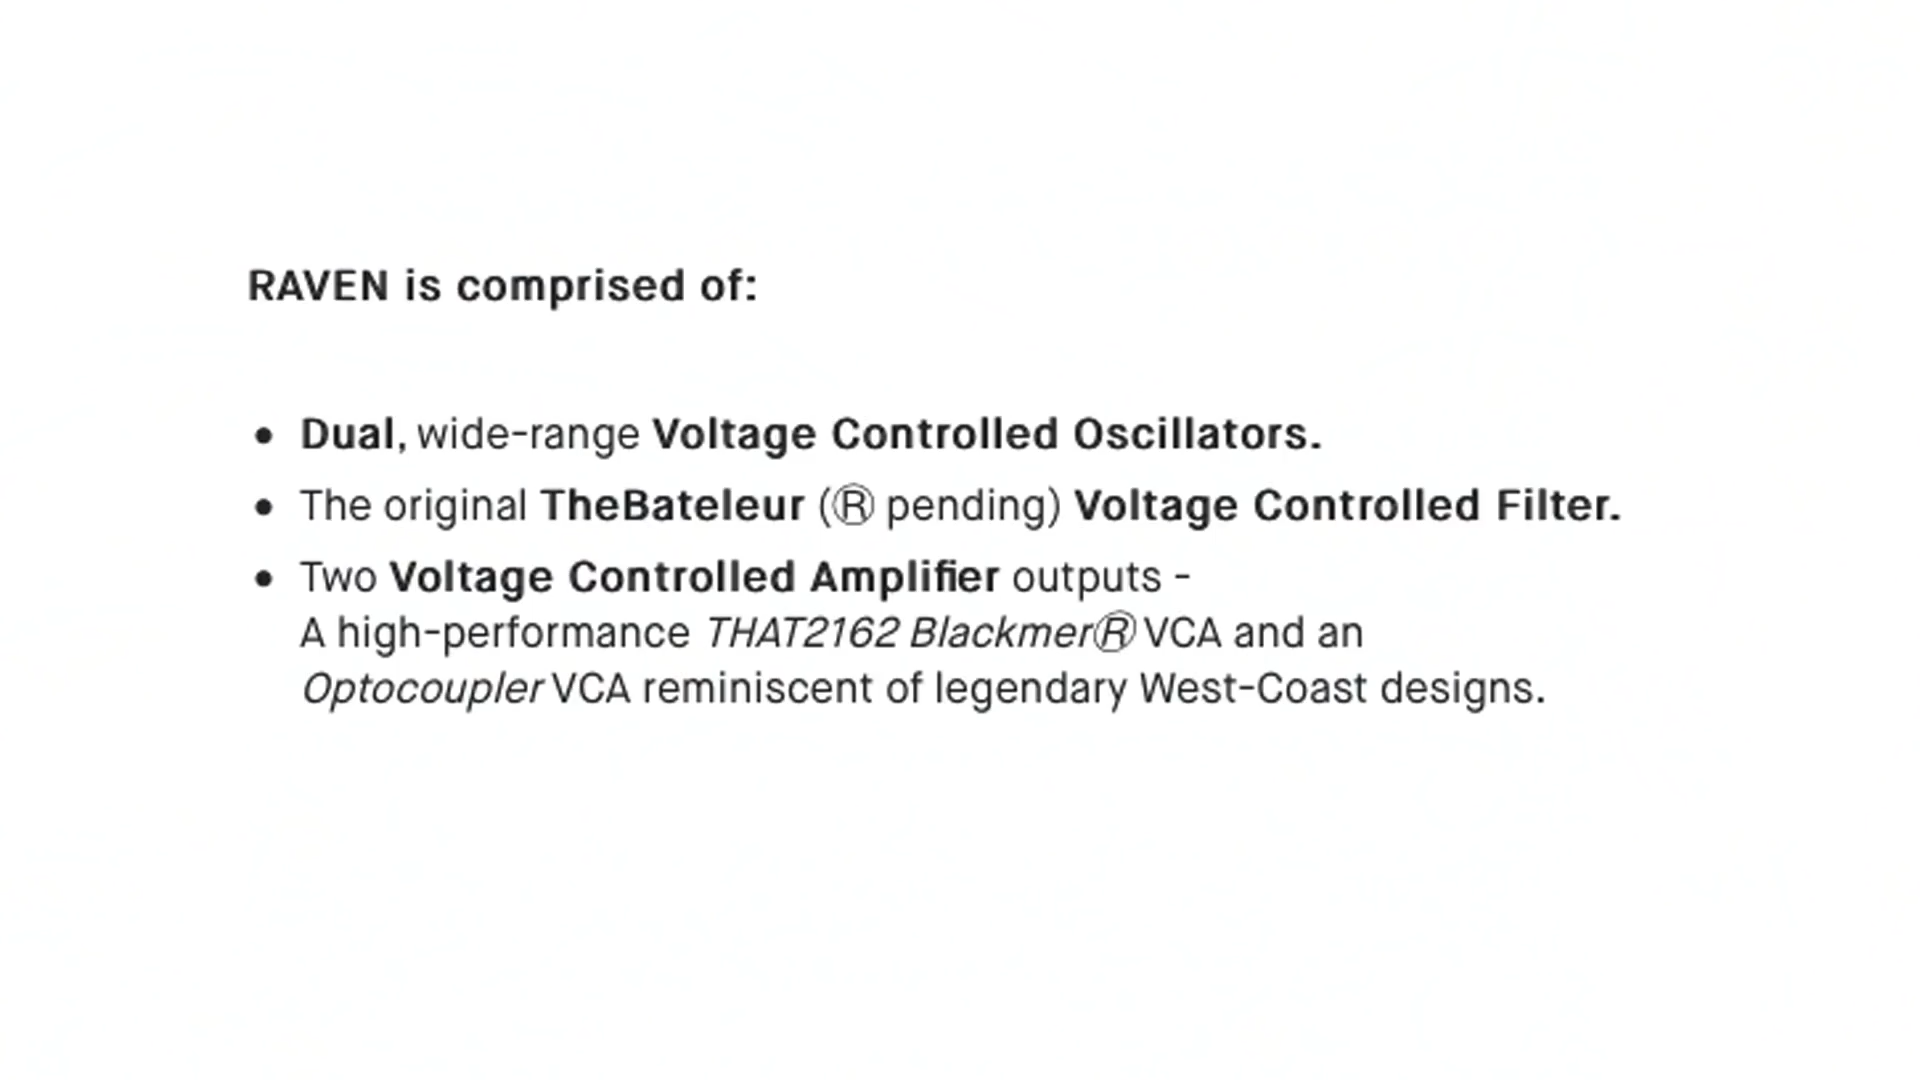 RAVEN is comprised of:
• Dual, wide-range Voltage Controlled Oscillators.
• The original TheBateleur (® pending) Voltage Controlled Filter.
• Two Voltage Controlled Amplifier outputs -
A high-performance THAT2162 Blackmer® VCA and an
Optocoupler VCA reminiscent of legendary West-Coast designs.